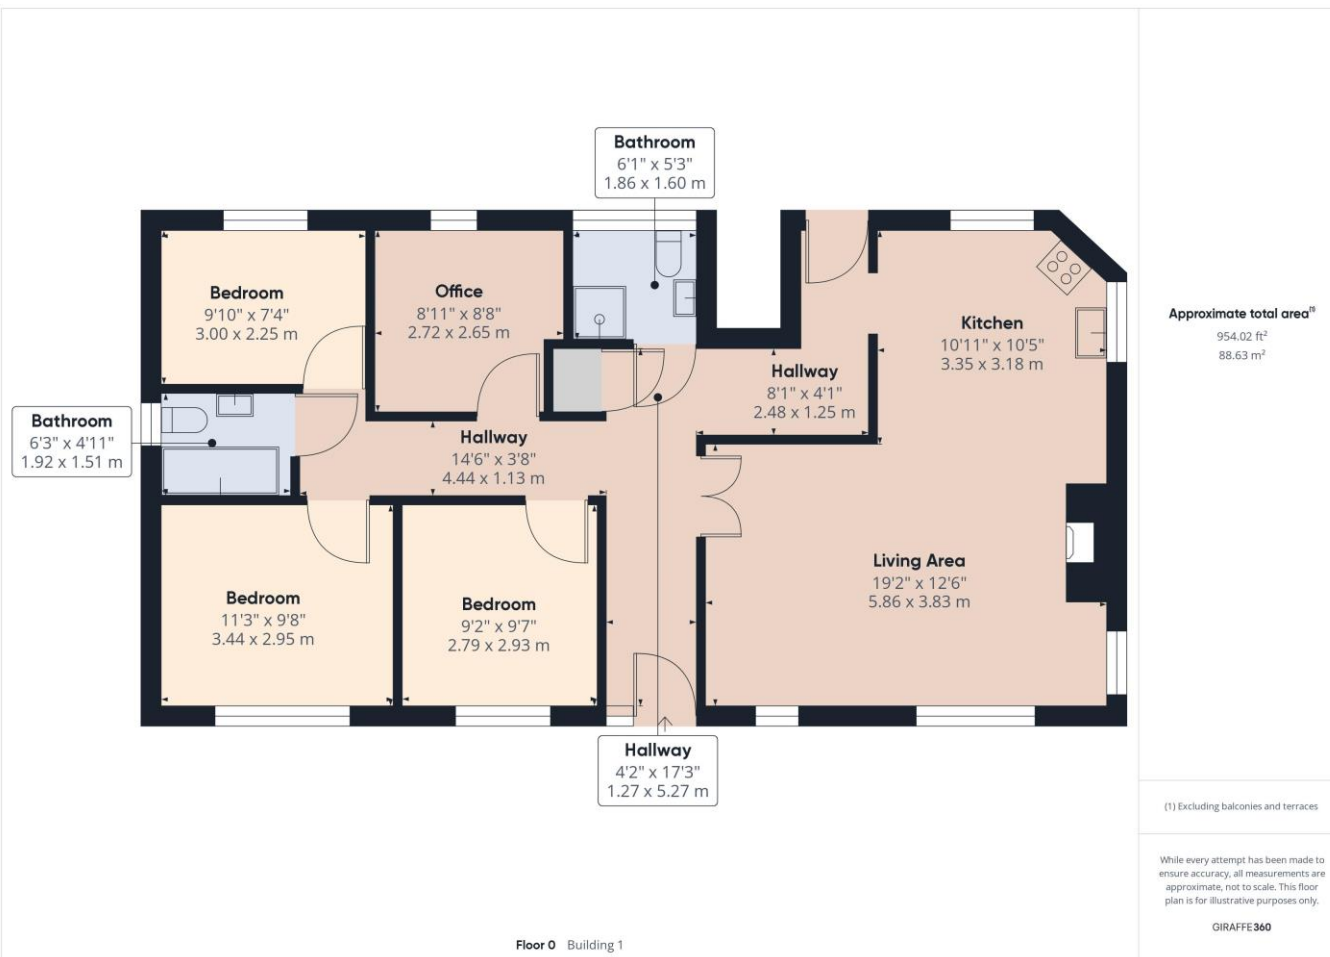 Bathroom
6'1" x 5'3"
1.86 x 1.60 m
Bedroom
9'10" x 7'4"
3.00 x 2.25 m
Office
8'11" x 8'8"
2.72 x 2.65 m
Kitchen
10'11" x 10'5"
3.35 x 3.18 m
Hallway
8'1" x 4'1"
2.48 x 1.25 m
Bathroom
6'3" x 4'11"
1.92 x 1.51 m
Hallway
14'6" x 3'8"
4.44 x 1.13 m
Living Area
19'2" x 12'6"
5.86 x 3.83 m
Bedroom
11'3" x 9'8"
3.44 x 2.95 m
Bedroom
9'2" x 9'7"
2.79 x 2.93 m
Hallway
4'2" x 17'3"
1.27 x 5.27 m
Floor 0 Building 1
Approximate total area(1)
954.02 ft²
88.63 m²
(1) Excluding balconies and terraces
While every attempt has been made to
ensure accuracy, all measurements are
approximate, not to scale. This floor
plan is for illustrative purposes only.
GIRAFFE360